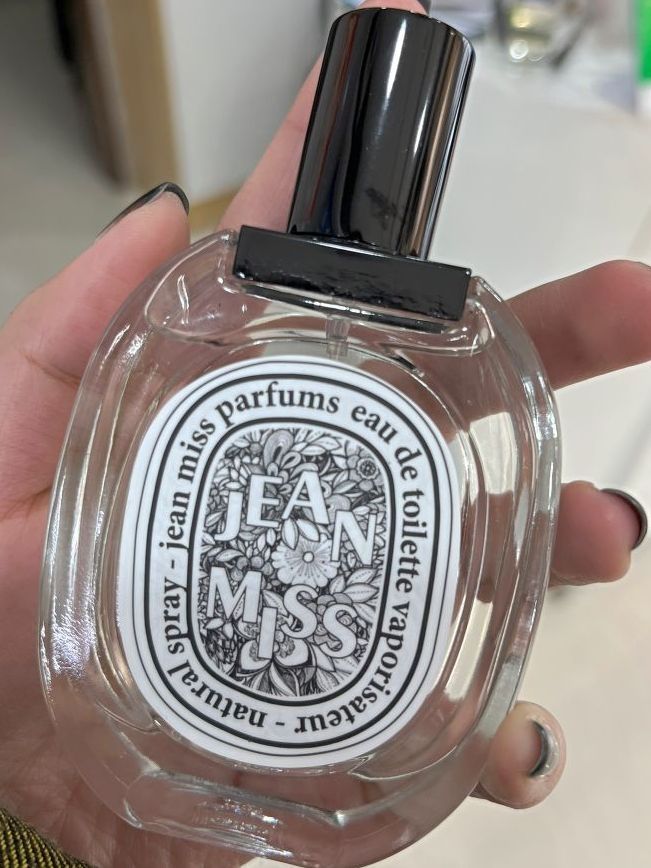 jean miss parfums eau de toilette vaporisateur - natural spray -
JEAN
MISS